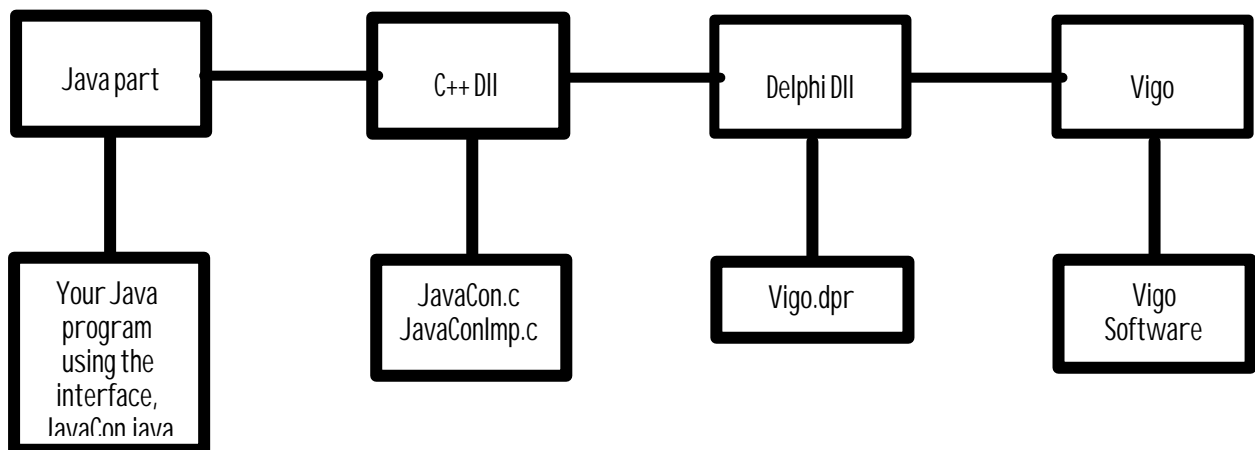 Java part
C++ Dll
Delphi Dll
Vigo
Your Java
program
using the
interface,
JavaCon.java
JavaCon.c
JavaConImp.c
Vigo.dpr
Vigo
Software